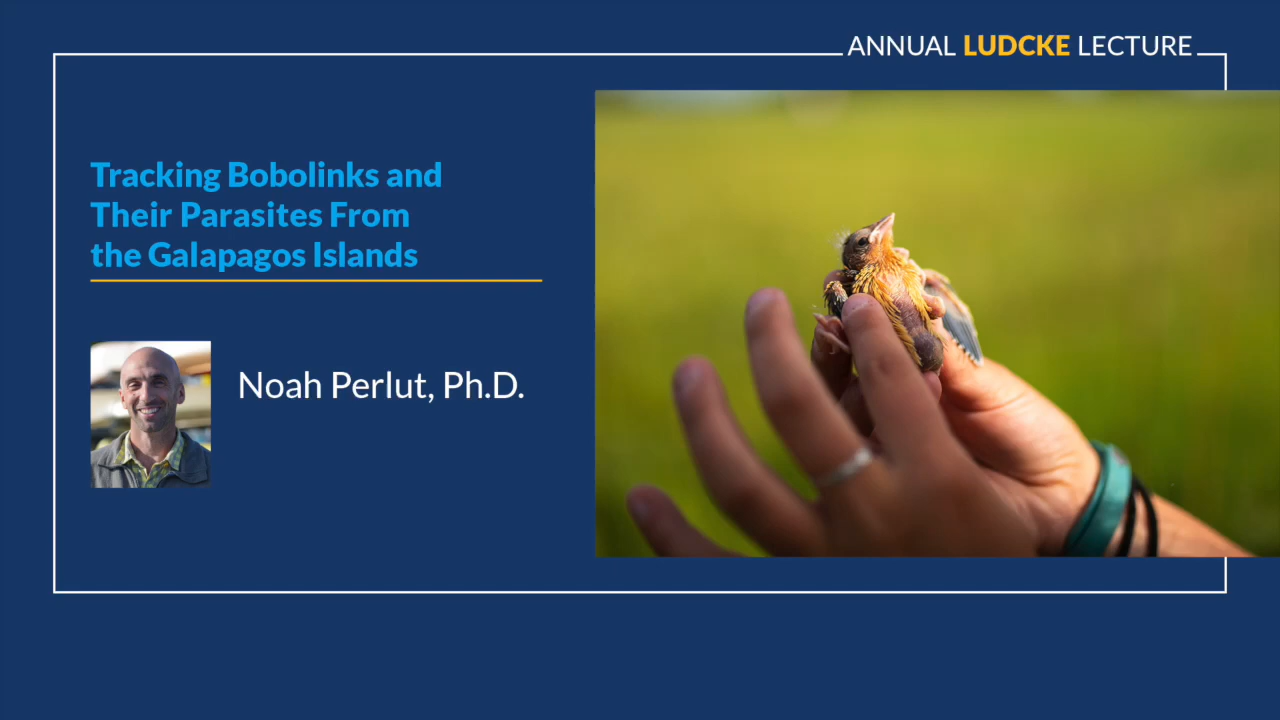 ANNUAL LUDCKE LECTURE
Tracking Bobolinks and
Their Parasites From
the Galapagos Islands
Noah Perlut, Ph.D.